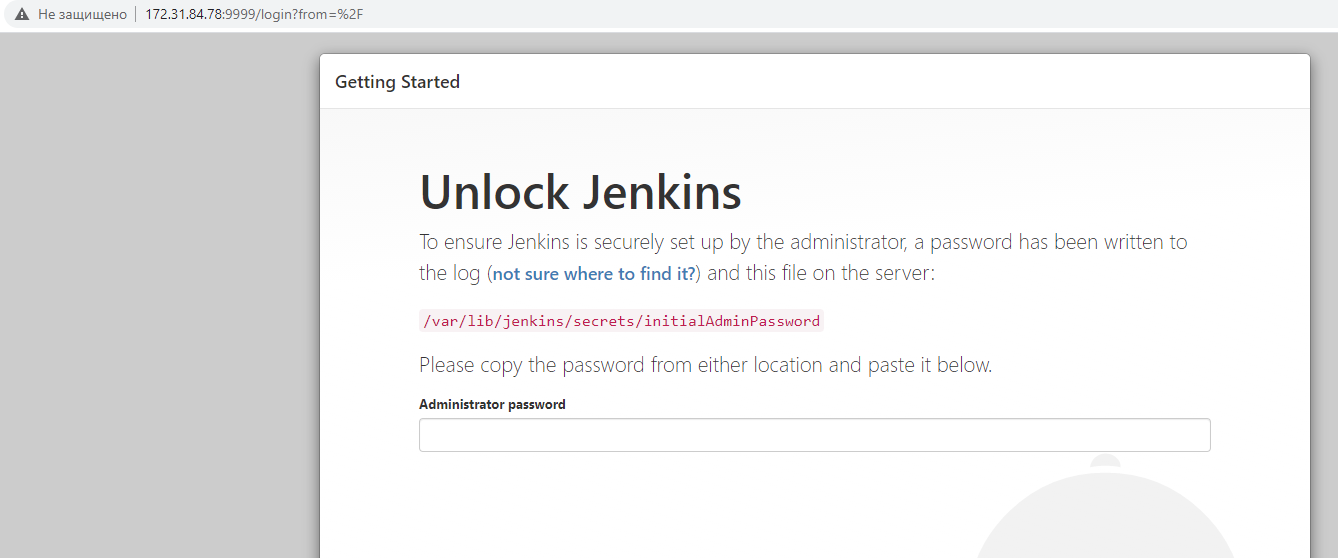 Не защищено 172.31.84.78:9999/login?from=%2F
Getting Started
Unlock Jenkins
To ensure Jenkins is securely set up by the administrator, a password has been written to
the log (not sure where to find it?) and this file on the server:
/var/lib/jenkins/secrets/initialAdminPassword
Please copy the password from either location and paste it below.
Administrator password